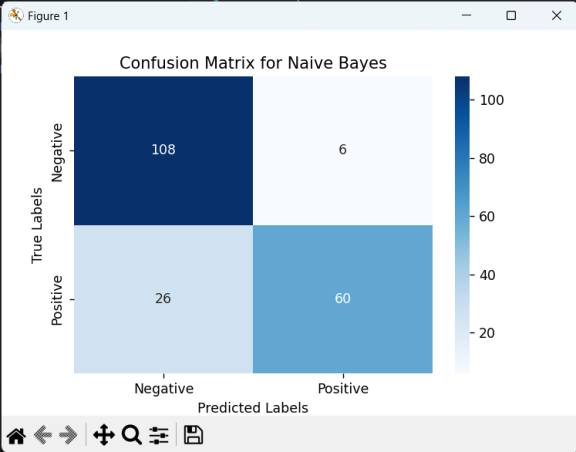 Figure 1
Confusion Matrix for Naive Bayes
True Labels
Negative
108
6
Positive
26
60
Negative
Positive
Predicted Labels
100
80
60
40
20